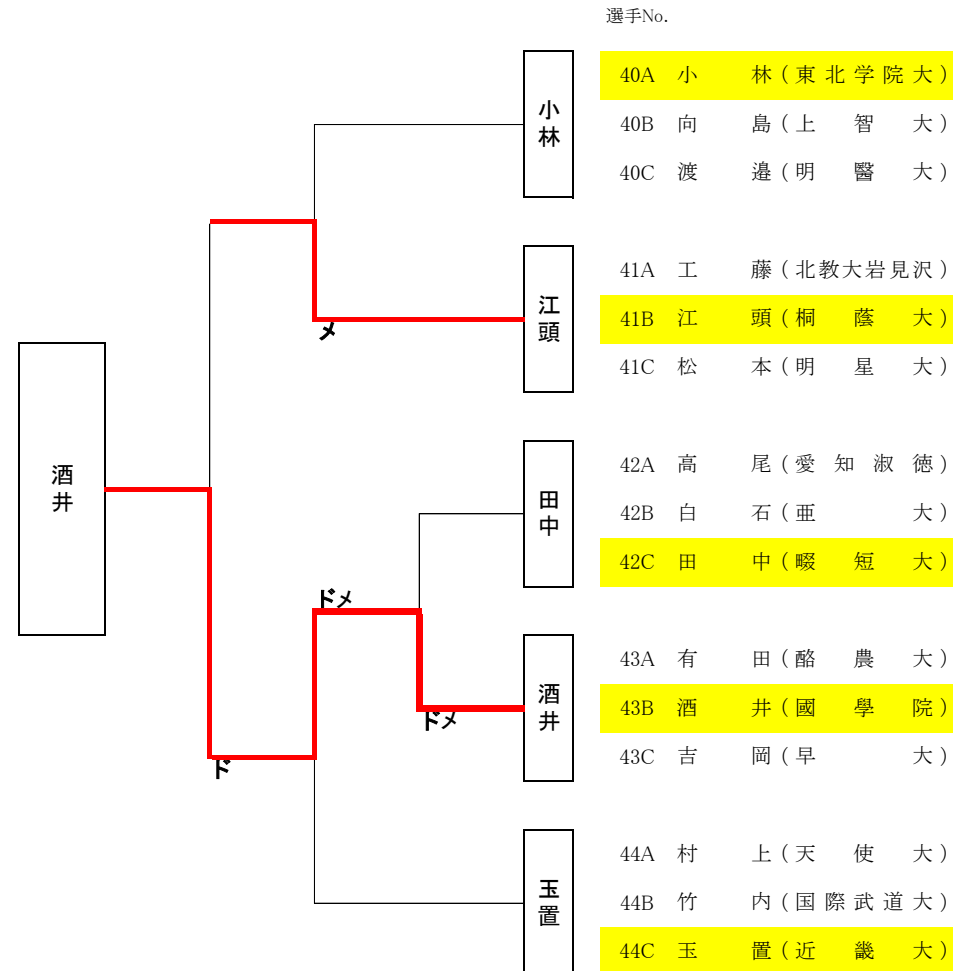 選手No.
40A 小 林(東北学院大)
40B 向 島(上智大)
40C 渡 邉(明醫大)
小林
41A 工 藤(北教大岩見沢)
41B 江 頭(桐蔭大)
41C 松 本(明星大)
江頭
メ
42A 高 尾(愛知淑徳)
42B 白 石(亜大)
42C 田 中(畷短大)
田中
酒井
ドメ
43A 有 田(酪農大)
43B 酒 井(國學院)
43C 吉 岡(早大)
酒井
ドメ
ド
44A 村 上(天使大)
44B 竹 内(国際武道大)
44C 玉 置(近畿大)
玉置